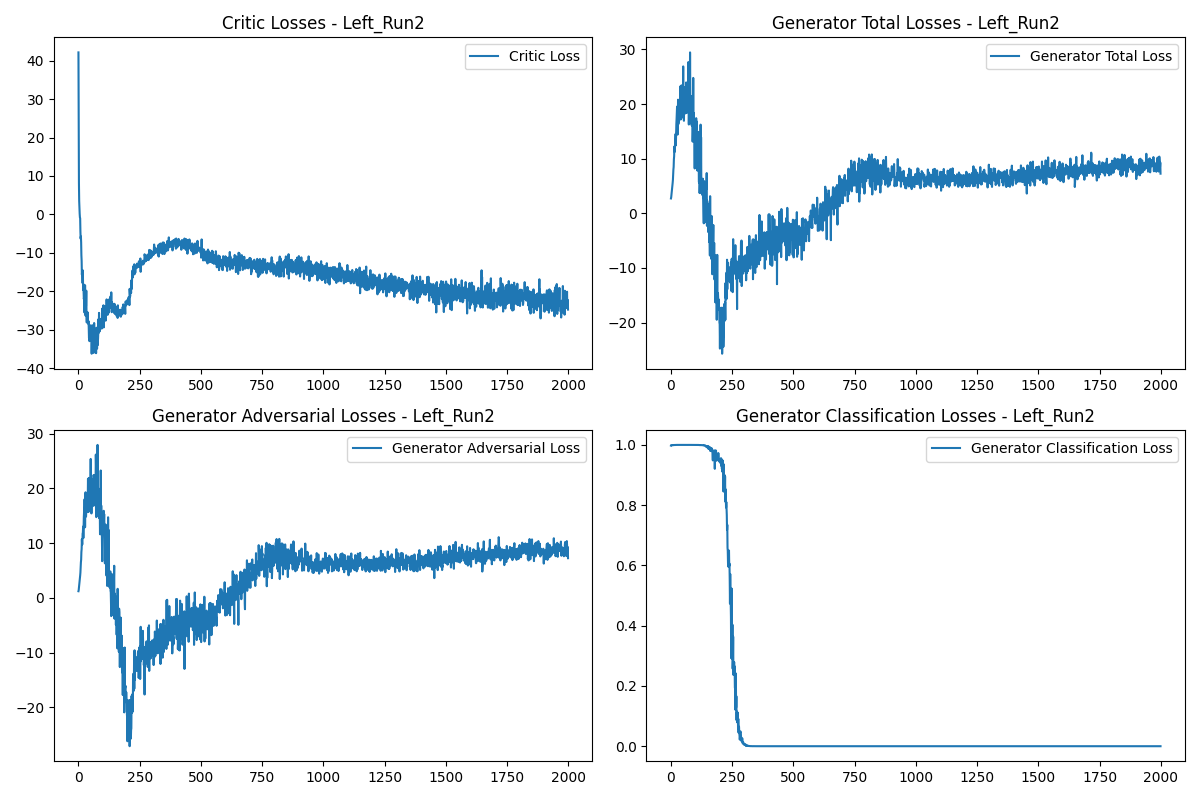 Critic Losses - Left_Run2
Critic Loss
40
30
20
10
0
−10
−20
−30
−40
0 250 500 750 1000 1250 1500 1750 2000
Generator Total Losses - Left_Run2
Generator Total Loss
30
20
10
0
−10
−20
0 250 500 750 1000 1250 1500 1750 2000
Generator Adversarial Losses - Left_Run2
Generator Adversarial Loss
30
20
10
0
−10
−20
0 250 500 750 1000 1250 1500 1750 2000
Generator Classification Losses - Left_Run2
Generator Classification Loss
1.0
0.8
0.6
0.4
0.2
0.0
0 250 500 750 1000 1250 1500 1750 2000